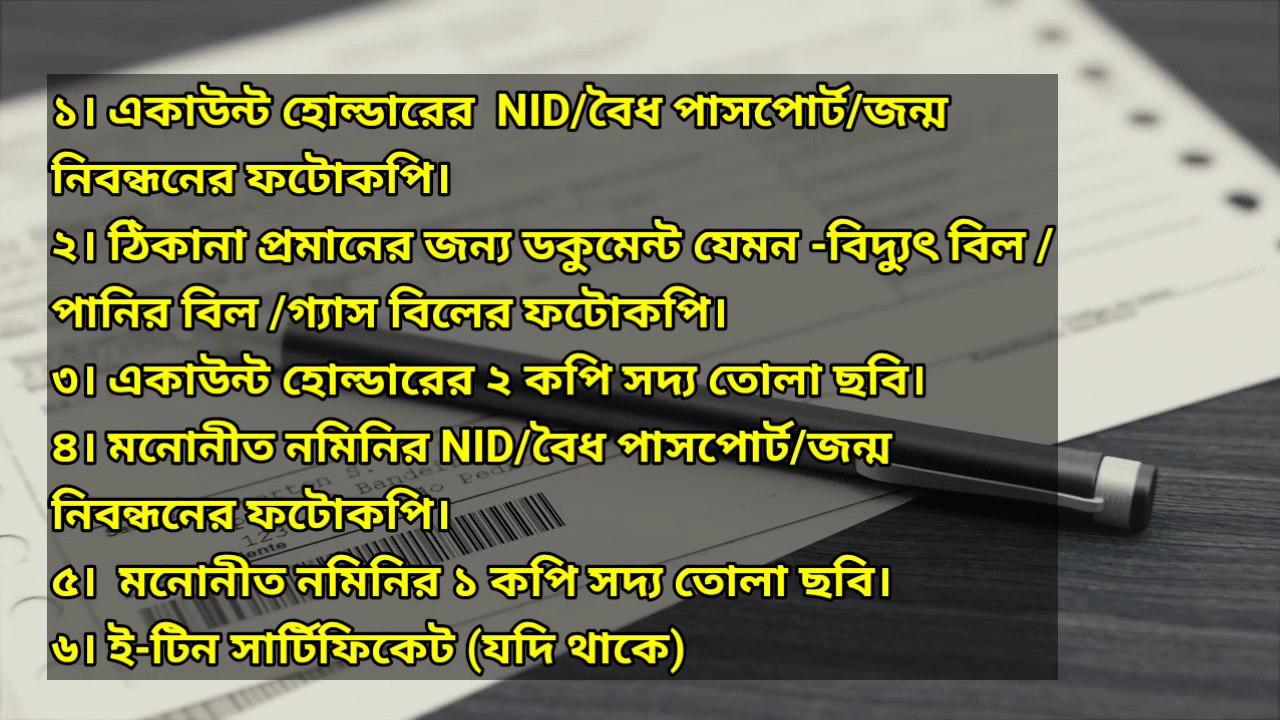 ১। একাউন্ট হোল্ডারের  NID/বৈধ পাসপোর্ট/জন্ম
নিবন্ধনের ফটোকপি।
২। ঠিকানা প্রমানের জন্য ডকুমেন্ট যেমন -বিদ্যুৎ বিল /
পানির বিল /গ্যাস বিলের ফটোকপি।
৩। একাউন্ট হোল্ডারের ২ কপি সদ্য তোলা ছবি।
৪। মনোনীত নমিনির NID/বৈধ পাসপোর্ট/জন্ম
নিবন্ধনের ফটোকপি।
৫।  মনোনীত নমিনির ১ কপি সদ্য তোলা ছবি।
৬। ই-টিন সার্টিফিকেট (যদি থাকে)